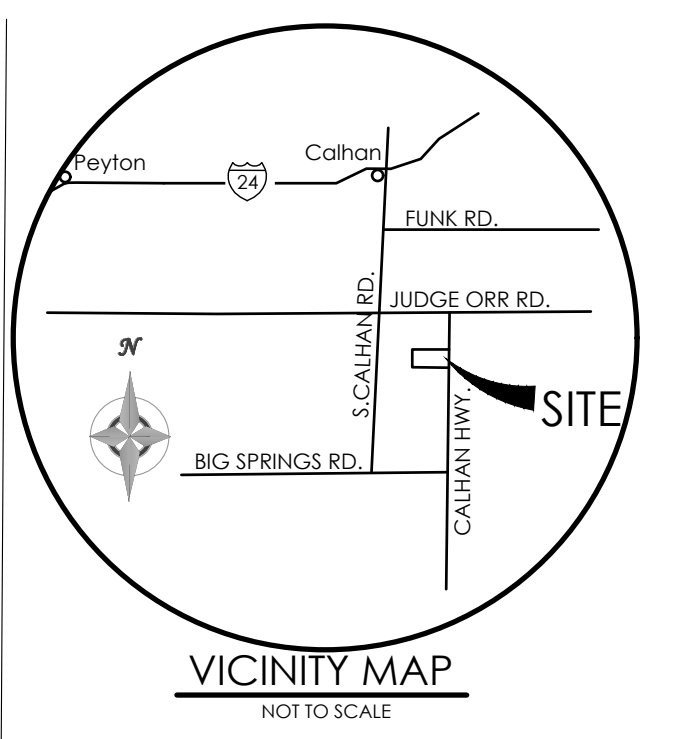 Peyton
Calhan
24
FUNK RD.
S.CALHAN RD.
JUDGE ORR RD.
N
SITE
CALHAN HWY.
BIG SPRINGS RD.
VICINITY MAP
NOT TO SCALE